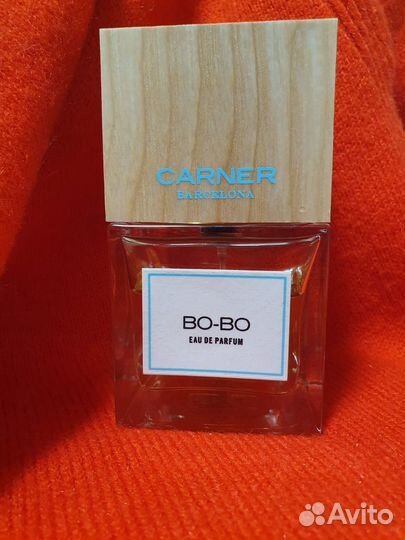 CARNER
BARCELONA
BO-BO
EAU DE PARFUM
Avito